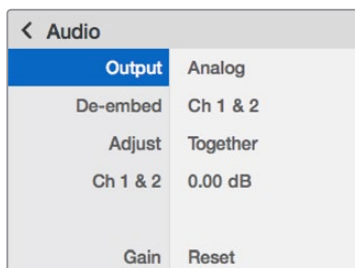 < Audio
Output Analog
De-embed Ch 1 & 2
Adjust Together
Ch 1 & 2 0.00 dB
Gain Reset